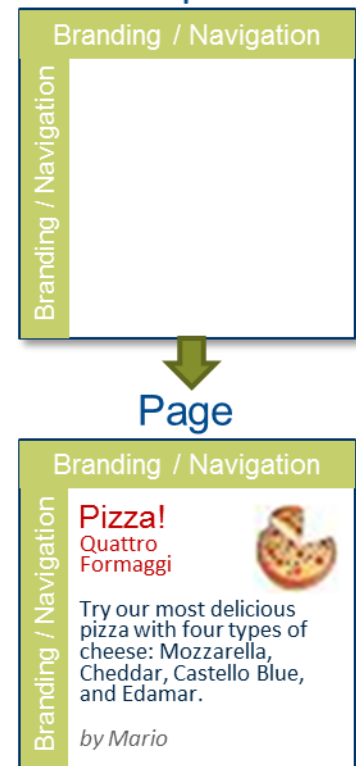 Branding / Navigation
Branding / Navigation
Page
Branding / Navigation
Branding / Navigation
Pizza!
Quattro
Formaggi
Try our most delicious
pizza with four types of
cheese: Mozzarella,
Cheddar, Castello Blue,
and Edamar.
by Mario